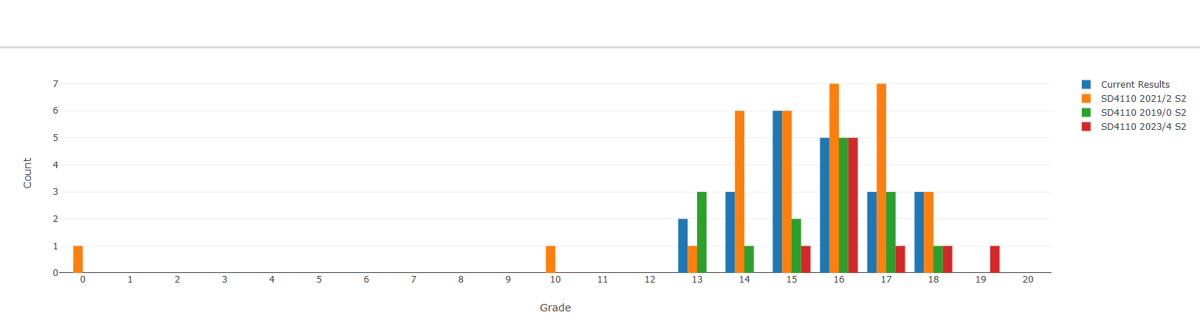 7
6
5
4
3
2
1
0
Count
0 1 2 3 4 5 6 7 8 9 10 11 12 13 14 15 16 17 18 19 20
Grade
Current Results
SD4110 2021/2 S2
SD4110 2019/0 S2
SD4110 2023/4 S2